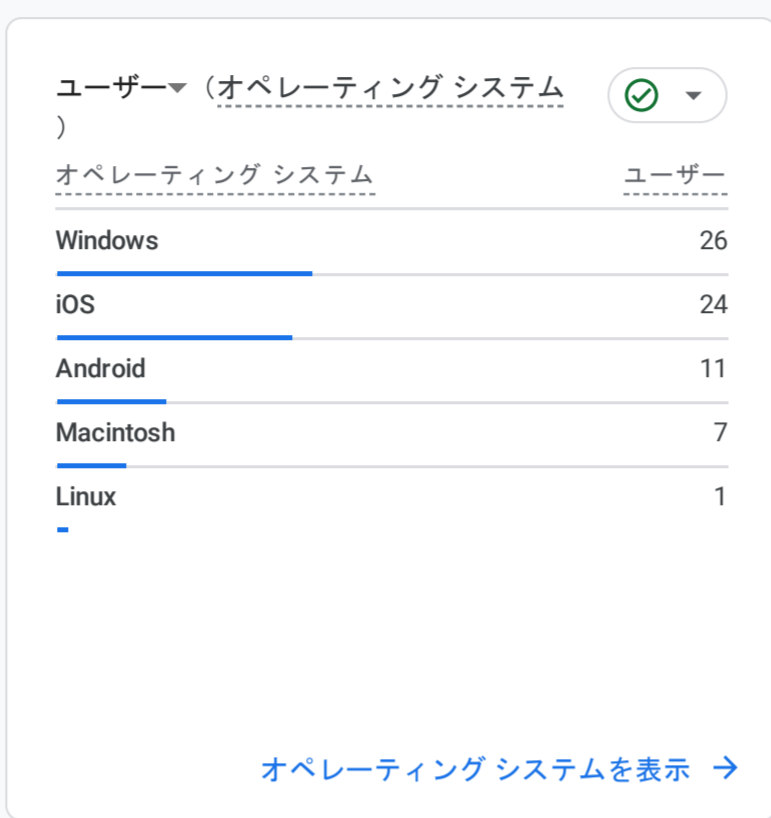 ユーザー（オペレーティング システム
）
オペレーティング システム ユーザー
Windows 26
iOS 24
Android 11
Macintosh 7
Linux 1
オペレーティング システムを表示